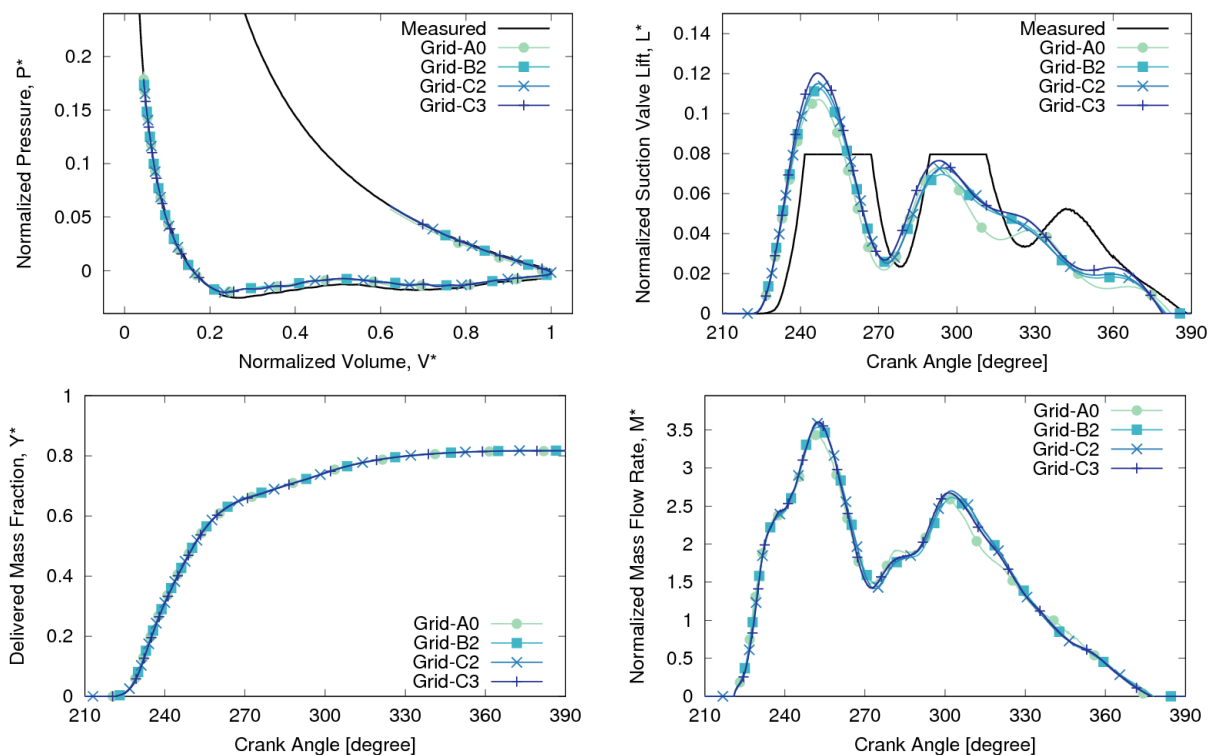 Normalized Pressure, P*
0.2
0.15
0.1
0.05
0
0 0.2 0.4 0.6 0.8 1
Normalized Volume, V*
Measured
Grid-A0
Grid-B2
Grid-C2
Grid-C3
Normalized Suction Valve Lift, L*
0.14
0.12
0.10
0.08
0.06
0.04
0.02
0
210 240 270 300 330 360 390
Crank Angle [degree]
Measured
Grid-A0
Grid-B2
Grid-C2
Grid-C3
Delivered Mass Fraction, Y*
1
0.8
0.6
0.4
0.2
0
210 240 270 300 330 360 390
Crank Angle [degree]
Grid-A0
Grid-B2
Grid-C2
Grid-C3
Normalized Mass Flow Rate, M*
3.5
3
2.5
2
1.5
1
0.5
0
210 240 270 300 330 360 390
Crank Angle [degree]
Grid-A0
Grid-B2
Grid-C2
Grid-C3